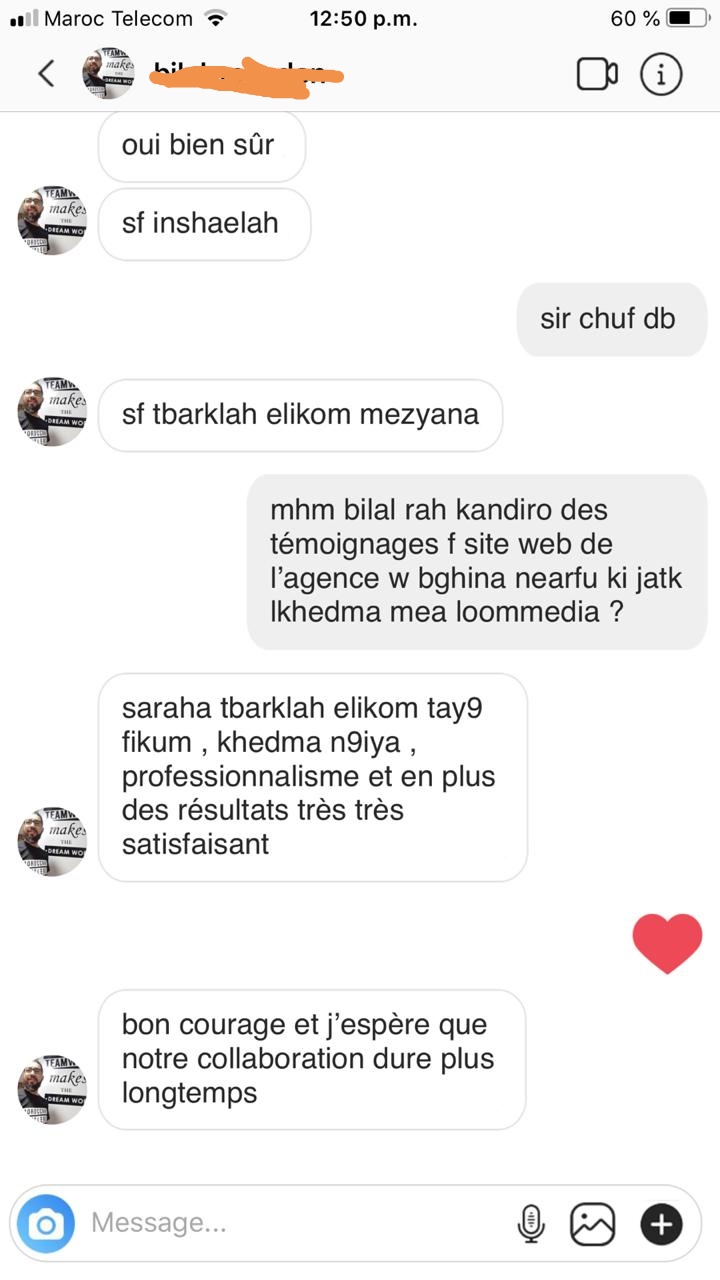 Maroc Telecom 12:50 p.m. 60 %
oui bien sûr
sf inshaelah
sir chuf db
sf tbarklah elikom mezyana
mhm bilal rah kandiro des
témoignages f site web de
l'agence w bghina nearfu ki jatk
lkhedma mea loommedia ?
saraha tbarklah elikom tay9
fikum , khedma n9iya ,
professionnalisme et en plus
des résultats très très
satisfaisant
bon courage et j'espère que
notre collaboration dure plus
longtemps
Message...